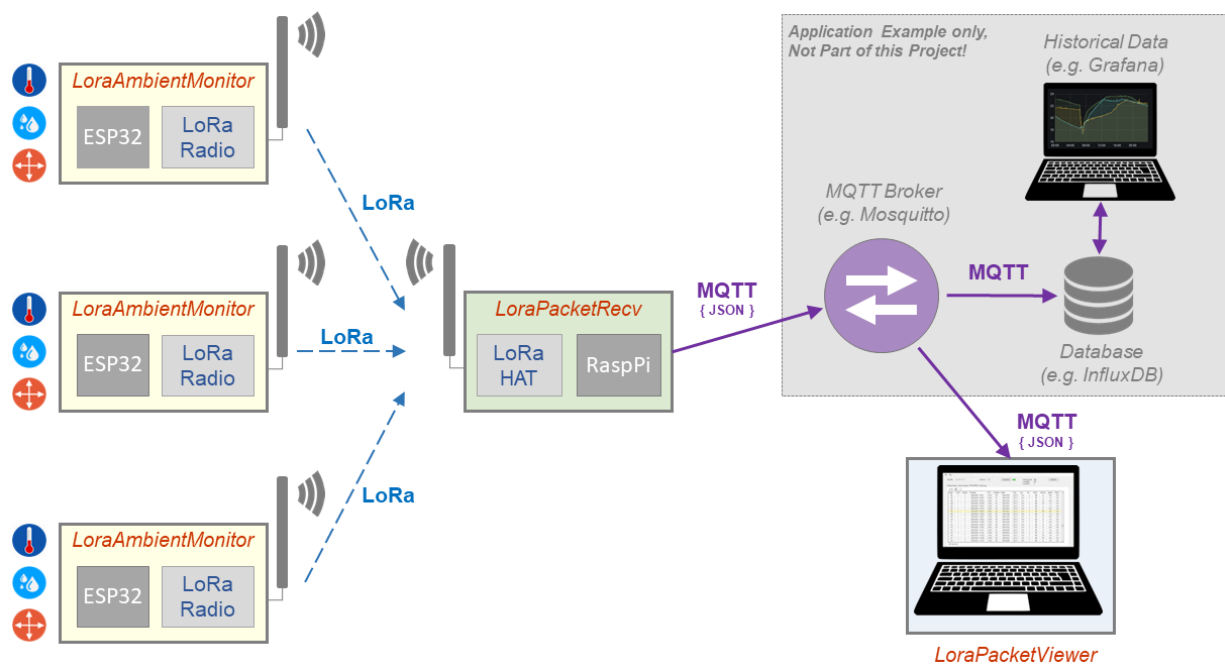 LoraAmbientMonitor
ESP32
LoRa
Radio
LoRa
LoraAmbientMonitor
ESP32
LoRa
Radio
LoRa
LoraAmbientMonitor
ESP32
LoRa
Radio
LoRa
LoraPacketRecv
LoRa
HAT
RaspPi
MQTT
{ JSON }
Application Example only,
Not Part of this Project!
Historical Data
(e.g. Grafana)
MQTT Broker
(e.g. Mosquitto)
MQTT
Database
(e.g. InfluxDB)
MQTT
{ JSON }
LoraPacketViewer